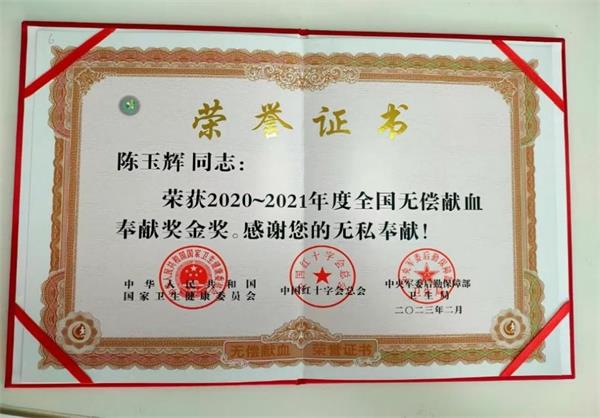 6
荣誉证书
陈玉辉 同志:
荣获2020~2021年度全国无偿献血
奉献奖金奖。感谢您的无私奉献!
中华人民共和国
国家卫生健康委员会
中国红十字会总会
中央军委后勤保障部
卫生局
二〇二三年二月
无偿献血 荣誉证书